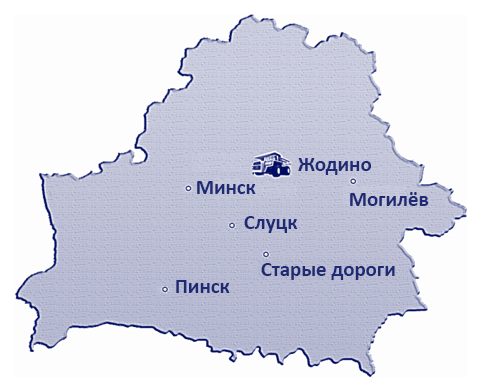 Жодино
Минск
Могилёв
Слуцк
Старые дороги
Пинск